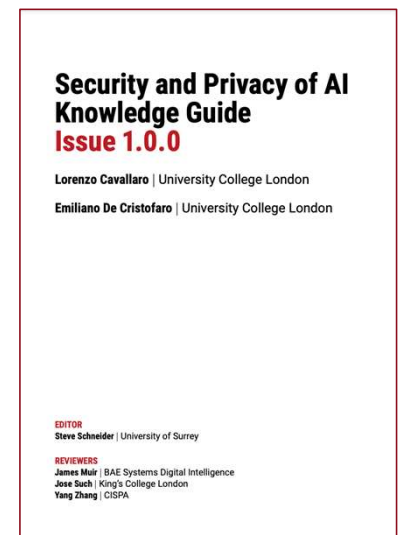 Security and Privacy of AI
Knowledge Guide
Issue 1.0.0
Lorenzo Cavallaro | University College London
Emiliano De Cristofaro | University College London
EDITOR
Steve Schneider | University of Surrey
REVIEWERS
James Muir | BAE Systems Digital Intelligence
Jose Such | King's College London
Yang Zhang | CISPA